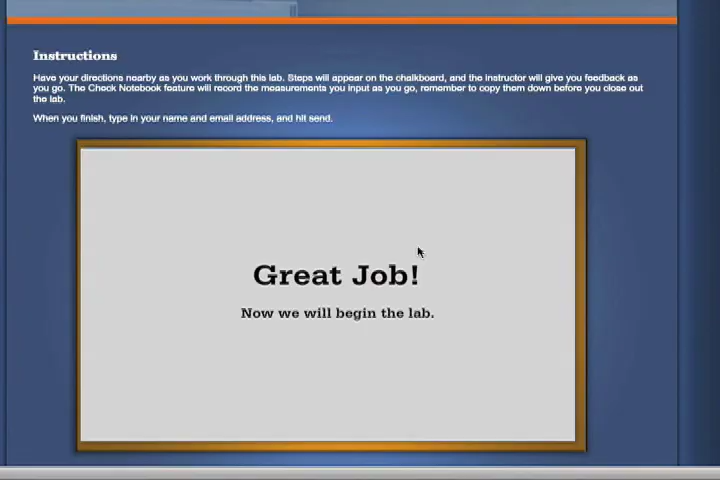 Instructions
Have your directions nearby as you work through this lab. Steps will appear on the chalkboard, and the instructor will give you feedback as
you go. The Check Notebook feature will record the measurements you input as you go, remember to copy them down before you close out
the lab.
When you finish, type in your name and email address, and hit send.
Great Job!
Now we will begin the lab.